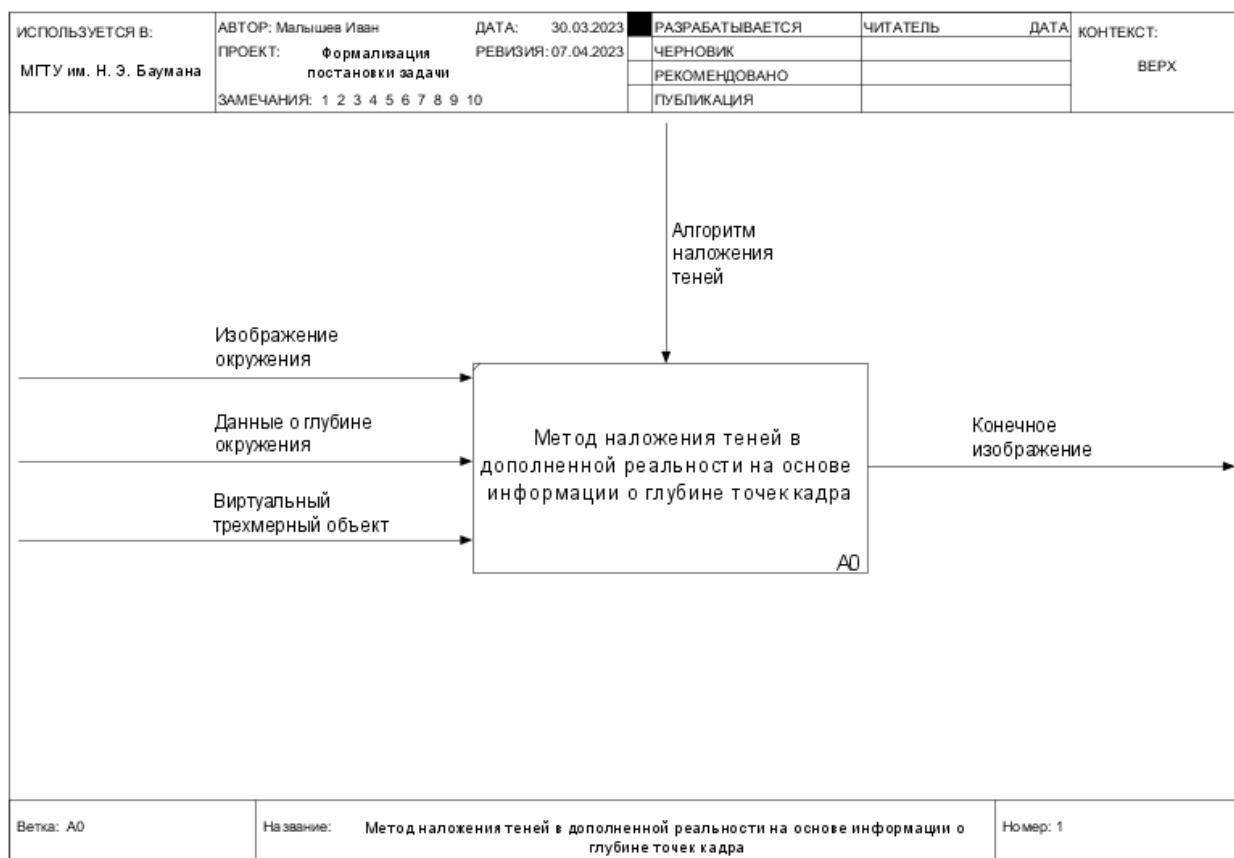 ИСПОЛЬЗУЕТСЯ В:
МГТУ им. Н. Э. Баумана
АВТОР: Малышев Иван
ДАТА: 30.03.2023
ПРОЕКТ: Формализация
постановки задачи
РЕВИЗИЯ: 07.04.2023
ЗАМЕЧАНИЯ: 1 2 3 4 5 6 7 8 9 10
РАЗРАБАТЫВАЕТСЯ
ЧЕРНОВИК
РЕКОМЕНДОВАНО
ПУБЛИКАЦИЯ
ЧИТАТЕЛЬ ДАТА
КОНТЕКСТ:
ВЕРХ
Алгоритм
наложения
теней
Изображение
окружения
Данные о глубине
окружения
Виртуальный
трехмерный объект
Метод наложения теней в
дополненной реальности на основе
информации о глубине точек кадра
A0
Конечное
изображение
Ветка: A0
Название: Метод наложения теней в дополненной реальности на основе информации о
глубине точек кадра
Номер: 1